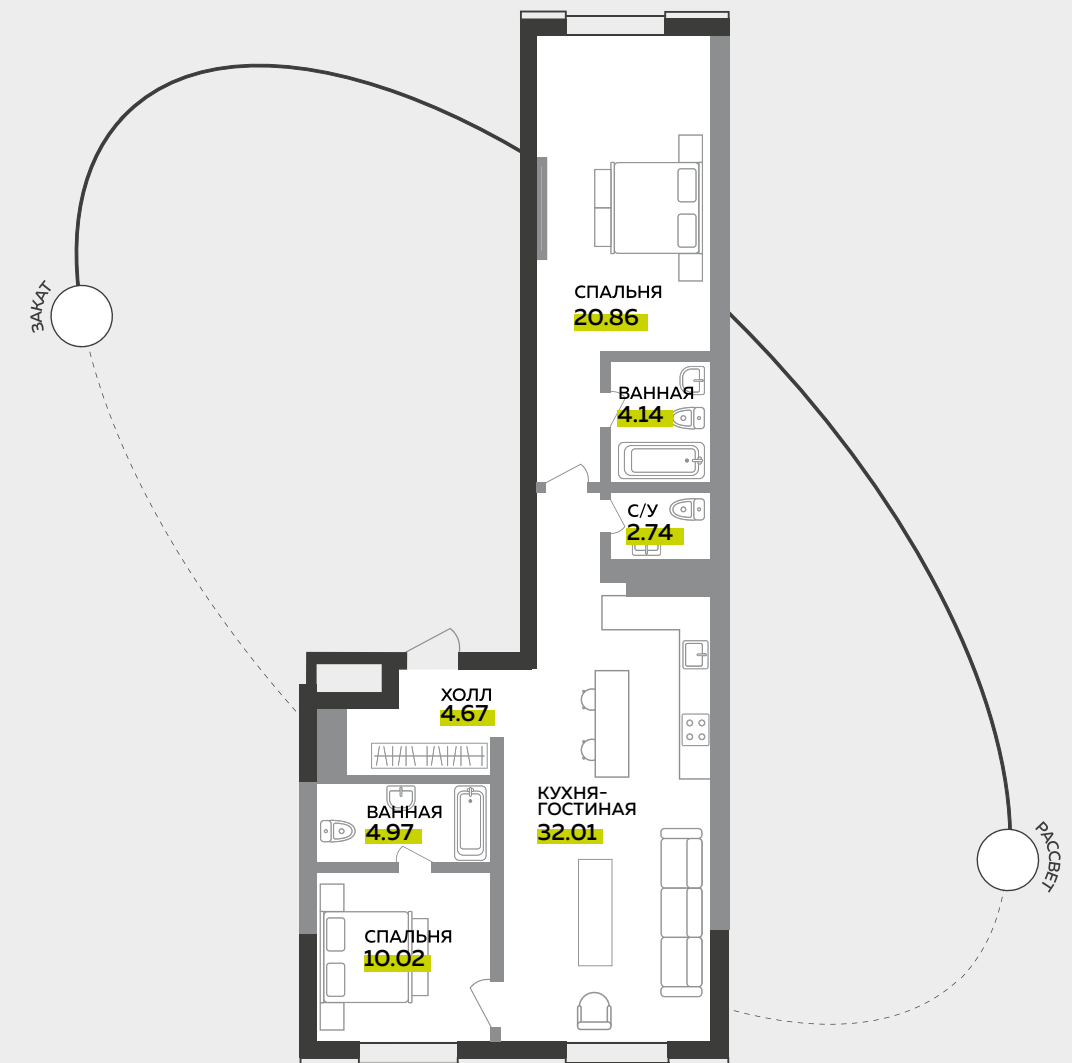 ЗАКАТ
СПАЛЬНЯ
20.86
ВАННАЯ
4.14
С/У
2.74
ХОЛЛ
4.67
КУХНЯ-
ГОСТИНАЯ
32.01
ВАННАЯ
4.97
РАССВЕТ
СПАЛЬНЯ
10.02